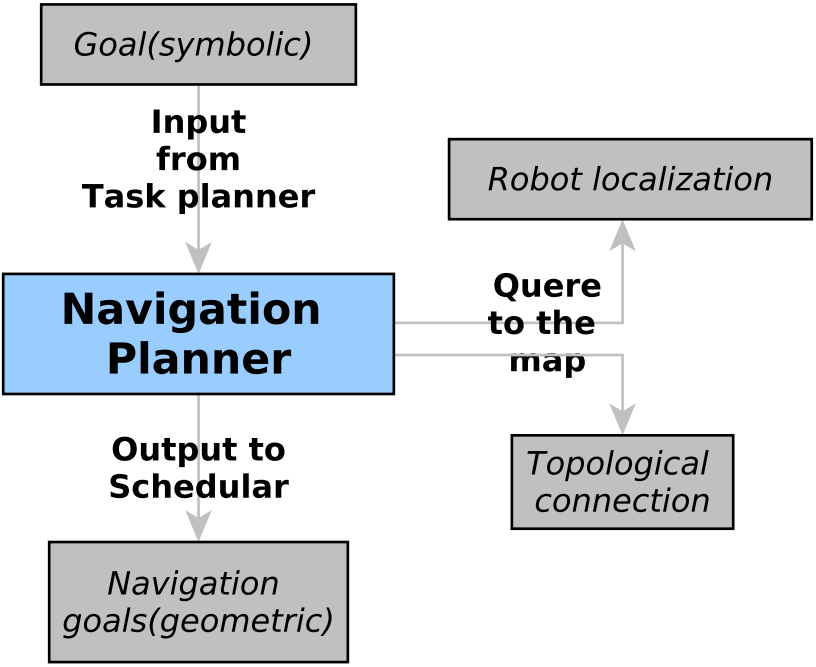 Goal(symbolic)
Input
from
Task planner
Robot localization
Navigation
Planner
Quere
to the
map
Output to
Schedular
Topological
connection
Navigation
goals(geometric)